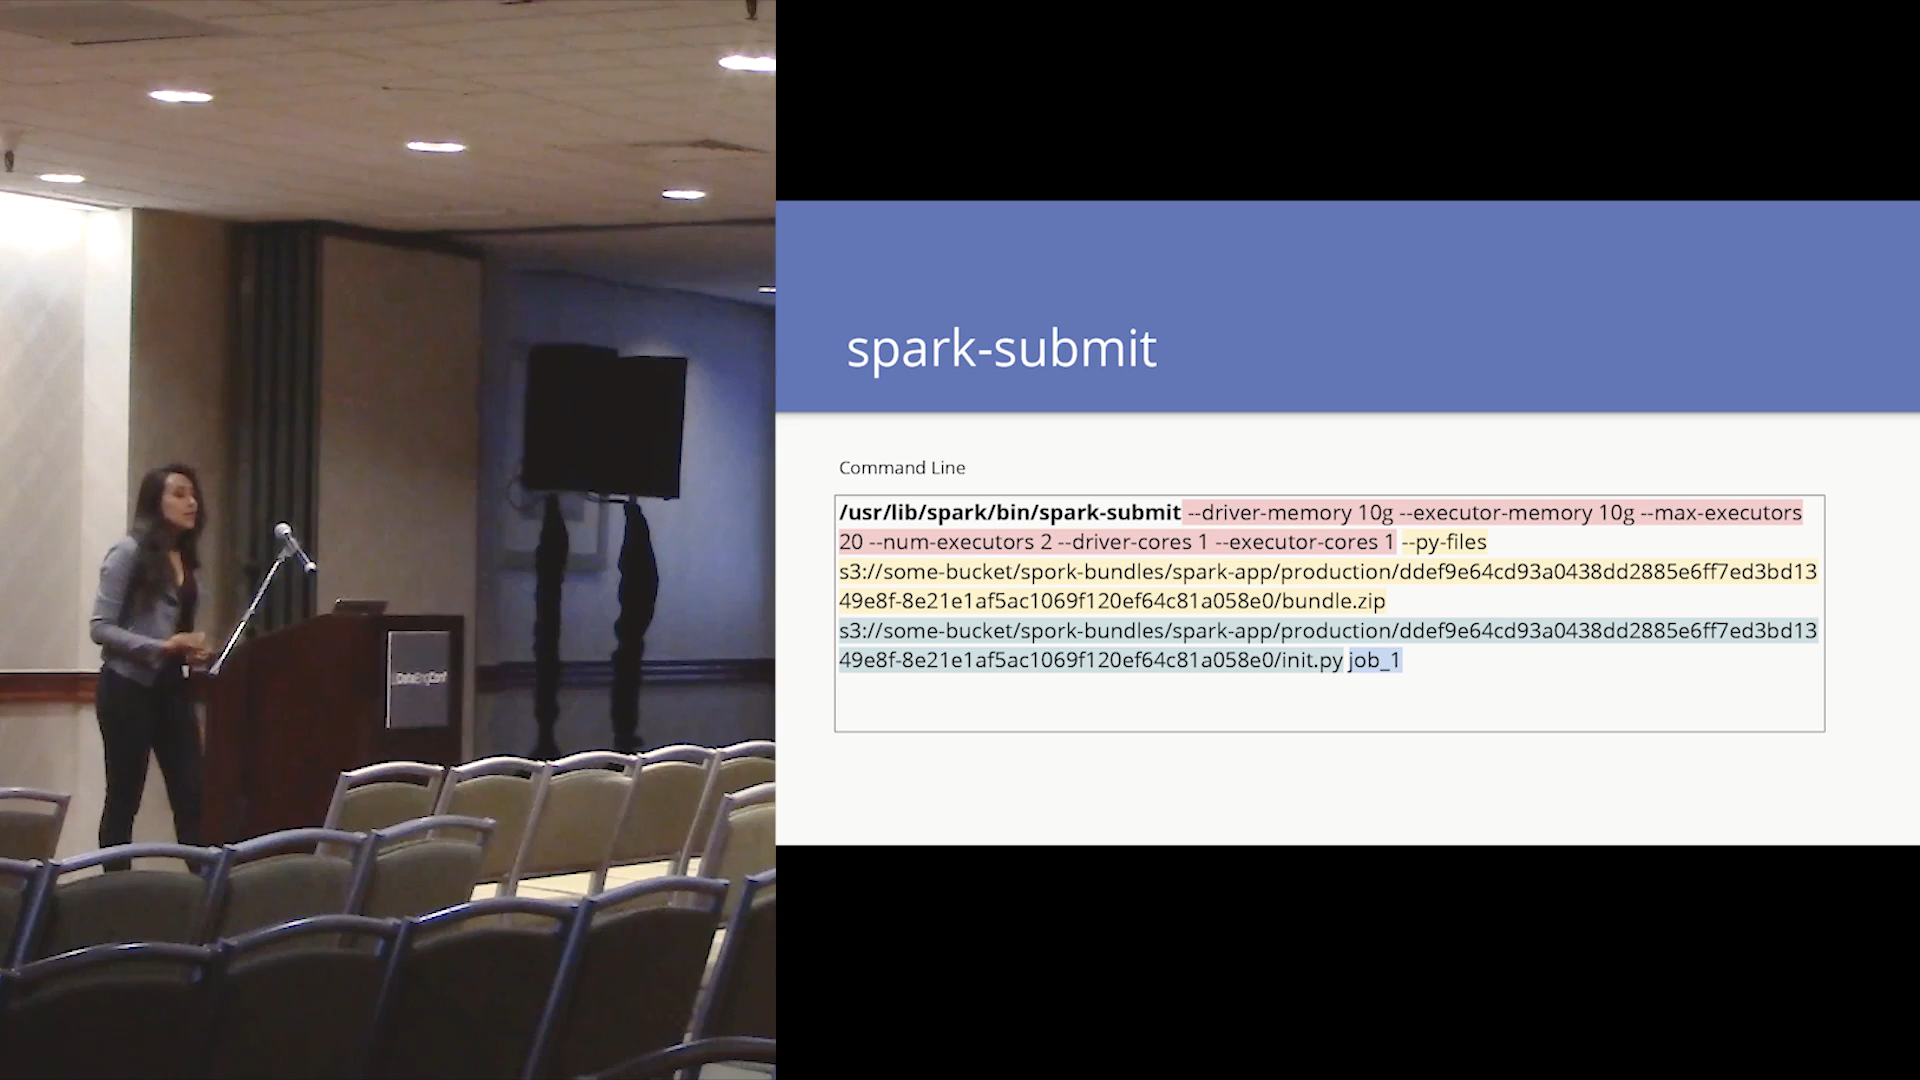 spark-submit
Command Line
/usr/lib/spark/bin/spark-submit --driver-memory 10g --executor-memory 10g --max-executors
20 --num-executors 2 --driver-cores 1 --executor-cores 1 --py-files
s3://some-bucket/spork-bundles/spark-app/production/ddef9e64cd93a0438dd2885e6ff7ed3bd13
49e8f-8e21e1af5ac1069f120ef64c81a058e0/bundle.zip
s3://some-bucket/spork-bundles/spark-app/production/ddef9e64cd93a0438dd2885e6ff7ed3bd13
49e8f-8e21e1af5ac1069f120ef64c81a058e0/init.py job_1
DataEngConf